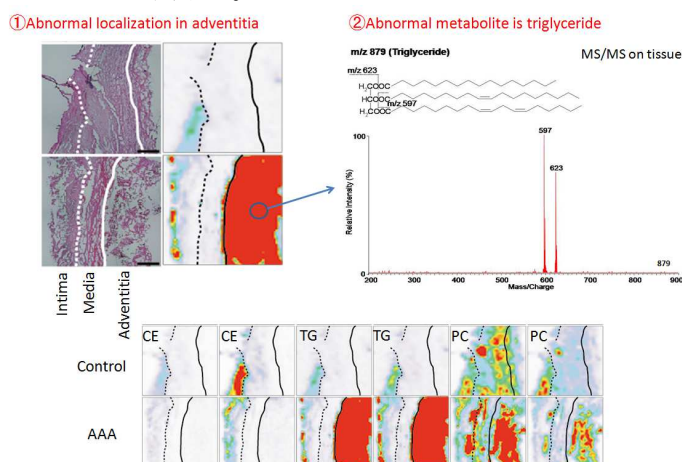 ①Abnormal localization in adventitia
②Abnormal metabolite is triglyceride
m/z 879 (Triglyceride)
MS/MS on tissue
m/z 623
H₂COOC
HCOOC
m/z 597
H₂COOC
100
597
623
Relative Intensity (%)
879
0
200 300 400 500 600 700 800 900
Mass/Charge
Intima
Media
Adventitia
CE CE TG TG PC PC
Control
AAA